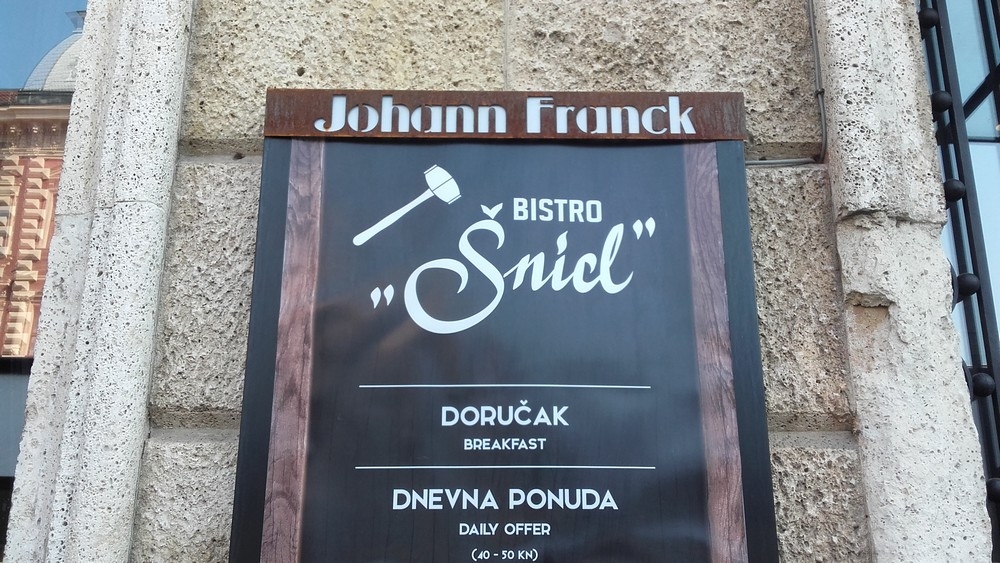 Johann Franck
BISTRO
„Šnicl”
DORUČAK
BREAKFAST
DNEVNA PONUDA
DAILY OFFER
(40 - 50 KN)